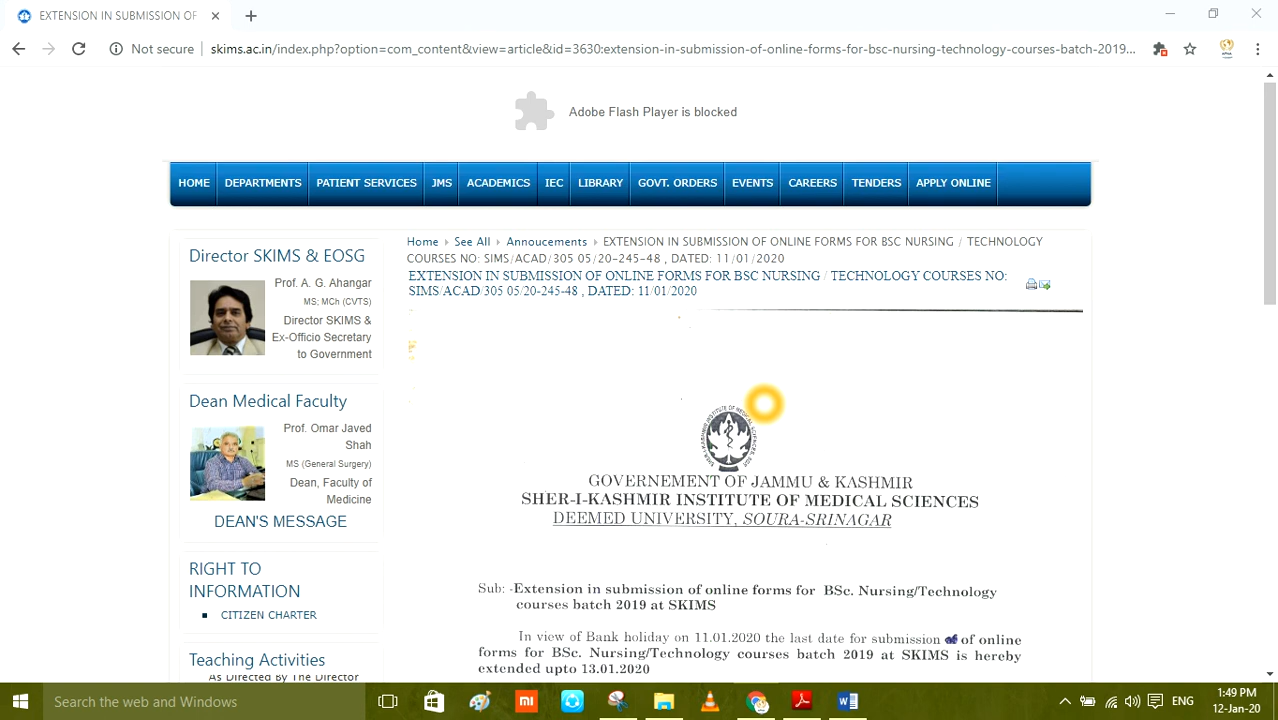 EXTENSION IN SUBMISSION OF
Not secure
skims.ac.in/index.php?option=com_content&view=article&id=3630:extension-in-submission-of-online-forms-for-bsc-nursing-technology-courses-batch-2019...
Adobe Flash Player is blocked
HOME DEPARTMENTS PATIENT SERVICES JMS ACADEMICS IEC LIBRARY GOVT. ORDERS EVENTS CAREERS TENDERS APPLY ONLINE
Director SKIMS & EOSG
Prof. A. G. Ahangar
MS; MCh (CVTS)
Director SKIMS &
Ex-Officio Secretary
to Government
Dean Medical Faculty
Prof. Omar Javed
Shah
MS (General Surgery)
Dean, Faculty of
Medicine
DEAN'S MESSAGE
RIGHT TO
INFORMATION
CITIZEN CHARTER
Teaching Activities
As Directed By The Director
Home See All Annoucements EXTENSION IN SUBMISSION OF ONLINE FORMS FOR BSC NURSING / TECHNOLOGY
COURSES NO: SIMS/ACAD/305 05/20-245-48 , DATED: 11/01/2020
EXTENSION IN SUBMISSION OF ONLINE FORMS FOR BSC NURSING / TECHNOLOGY COURSES NO:
SIMS/ACAD/305 05/20-245-48 , DATED: 11/01/2020
GOVERNEMENT OF JAMMU & KASHMIR
SHER-I-KASHMIR INSTITUTE OF MEDICAL SCIENCES
DEEMED UNIVERSITY, SOURA-SRINAGAR
Sub: -Extension in submission of online forms for BSc. Nursing/Technology
courses batch 2019 at SKIMS
In view of Bank holiday on 11.01.2020 the last date for submission of online
forms for BSc. Nursing/Technology courses batch 2019 at SKIMS is hereby
extended upto 13.01.2020
Search the web and Windows
ENG
1:49 PM
12-Jan-20